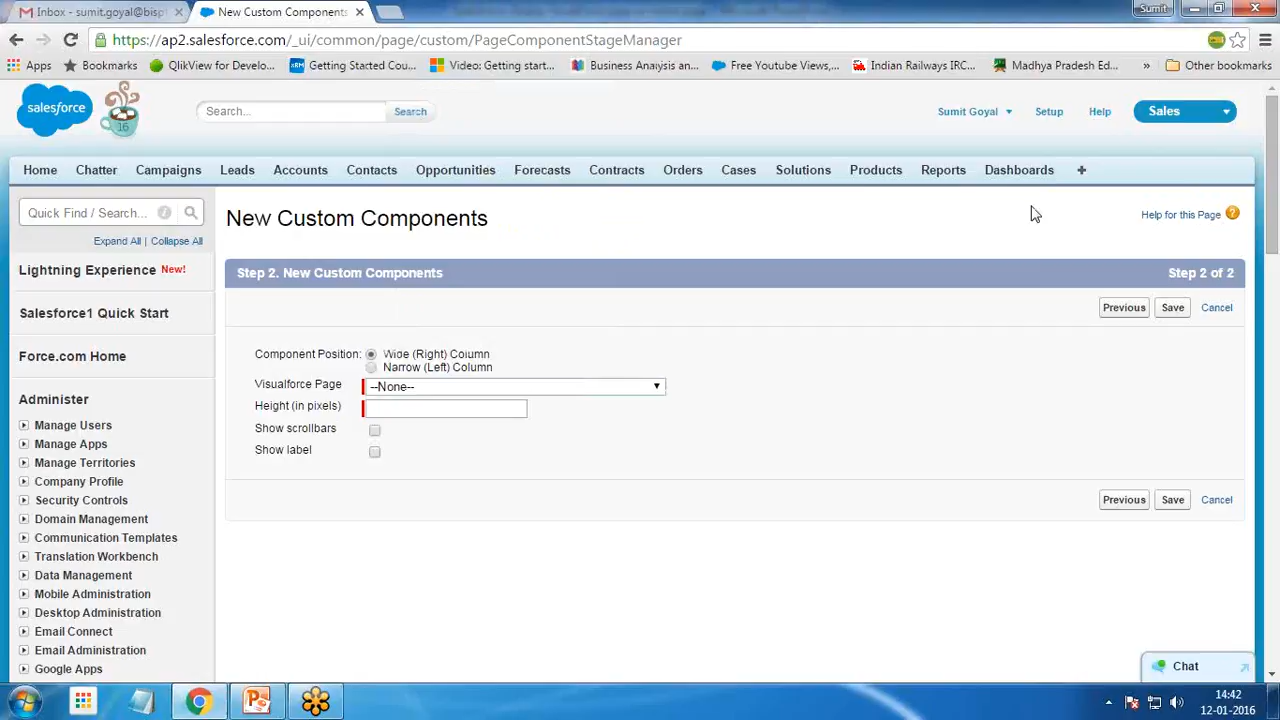 Inbox - sumit.goyal@bisp
New Custom Components
Sumit
https://ap2.salesforce.com/_ui/common/page/custom/PageComponentStageManager
Apps
Bookmarks
QlikView for Develo...
Getting Started Cou...
Video: Getting start...
Business Anaiysis an...
Free Youtube Views,...
Indian Railways IRC...
Madhya Pradesh Ed...
»
Other bookmarks
salesforce
16
Search...
Search
Sumit Goyal
Setup
Help
Sales
Home
Chatter
Campaigns
Leads
Accounts
Contacts
Opportunities
Forecasts
Contracts
Orders
Cases
Solutions
Products
Reports
Dashboards
+
Quick Find / Search...
Expand All | Collapse All
Lightning Experience New!
Salesforce1 Quick Start
Force.com Home
Administer
Manage Users
Manage Apps
Manage Territories
Company Profile
Security Controls
Domain Management
Communication Templates
Translation Workbench
Data Management
Mobile Administration
Desktop Administration
Email Connect
Email Administration
Google Apps
New Custom Components
Help for this Page
Step 2. New Custom Components
Step 2 of 2
Previous
Save
Cancel
Component Position:
Wide (Right) Column
Narrow (Left) Column
Visualforce Page
--None--
Height (in pixels)
Show scrollbars
Show label
Previous
Save
Cancel
Chat
14:42
12-01-2016